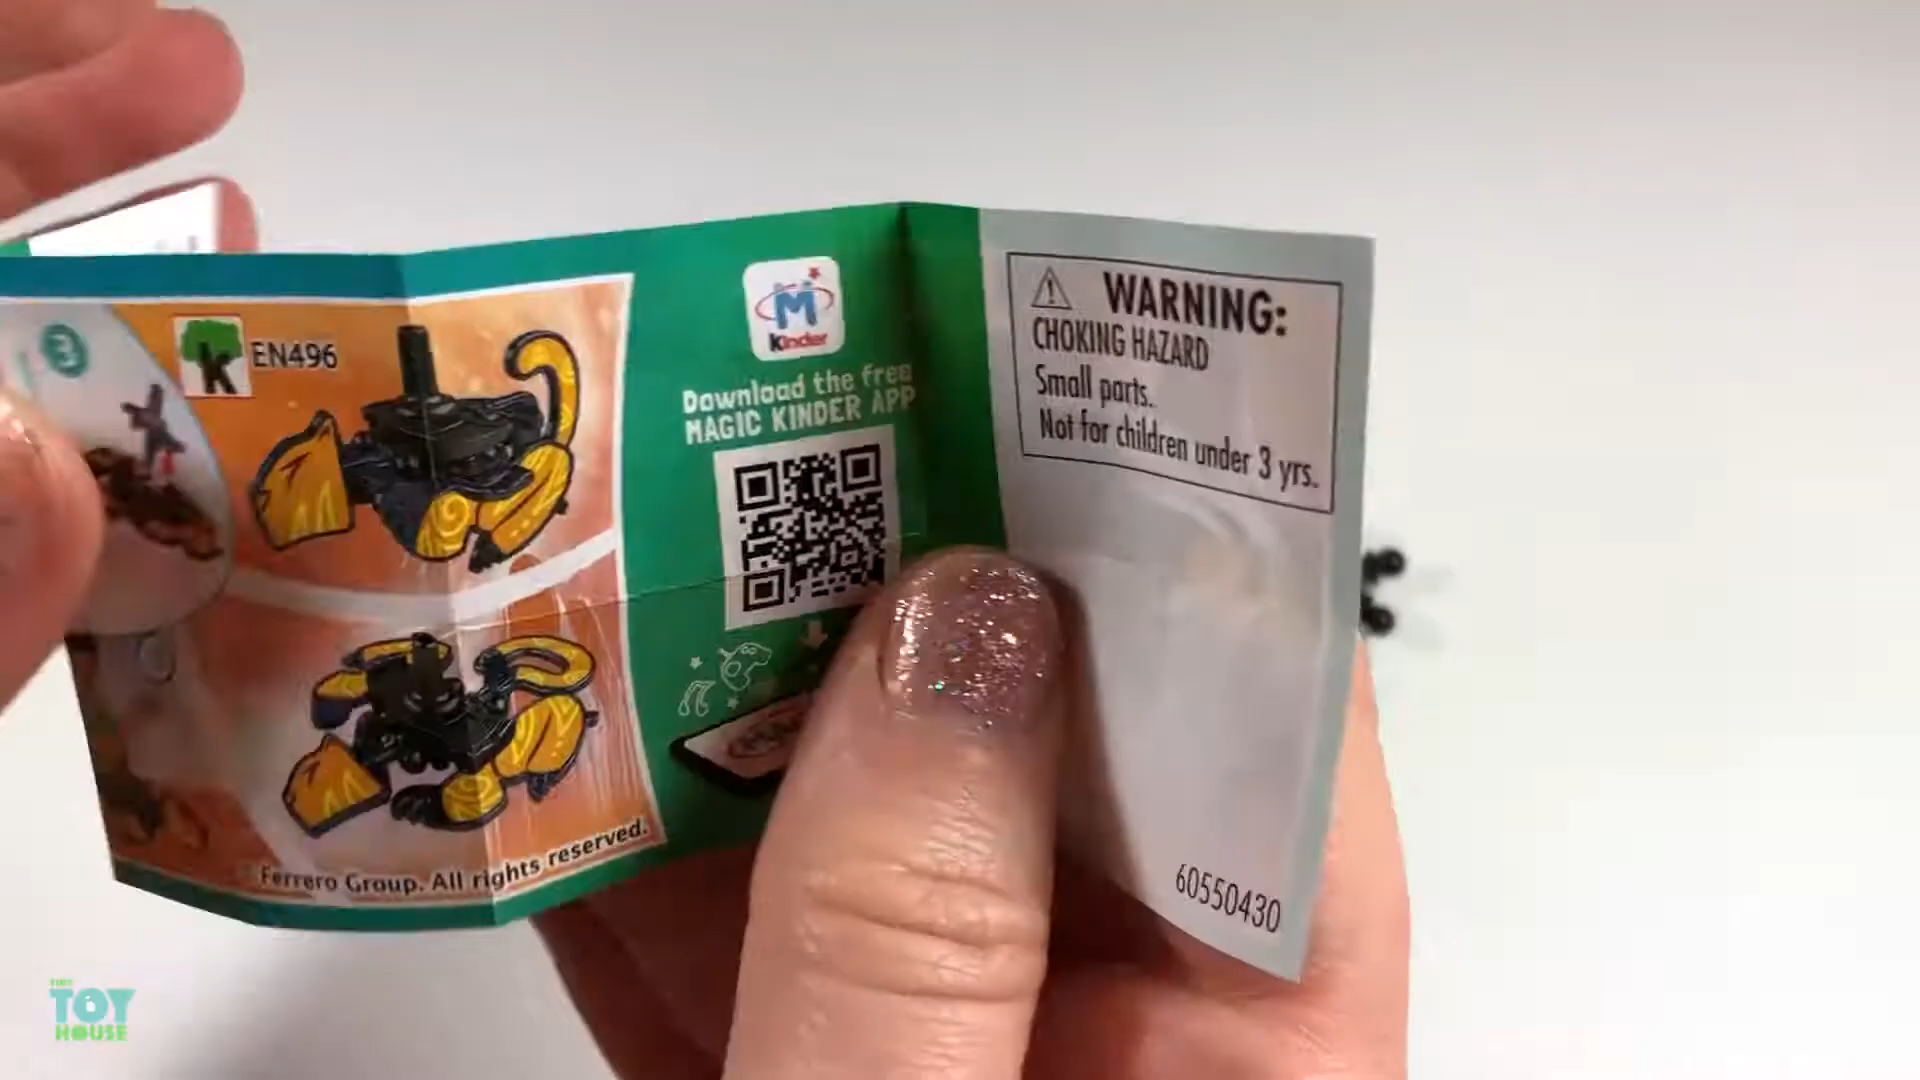 3
k EN496
Ferrero Group. All rights reserved.
M
kinder
Download the free
MAGIC KINDER APP
WARNING:
CHOKING HAZARD
Small parts.
Not for children under 3 yrs.
60550430
TOY
HOUSE